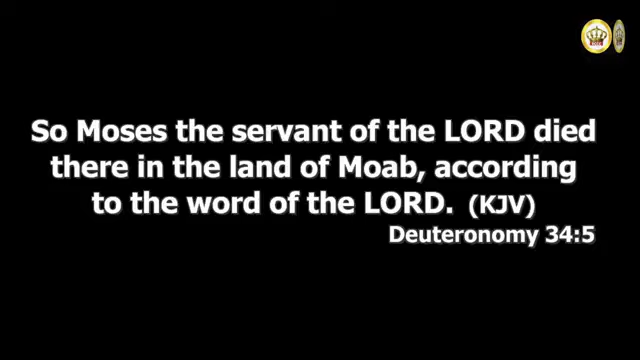 So Moses the servant of the LORD died
there in the land of Moab, according
to the word of the LORD. (KJV)
Deuteronomy 34:5